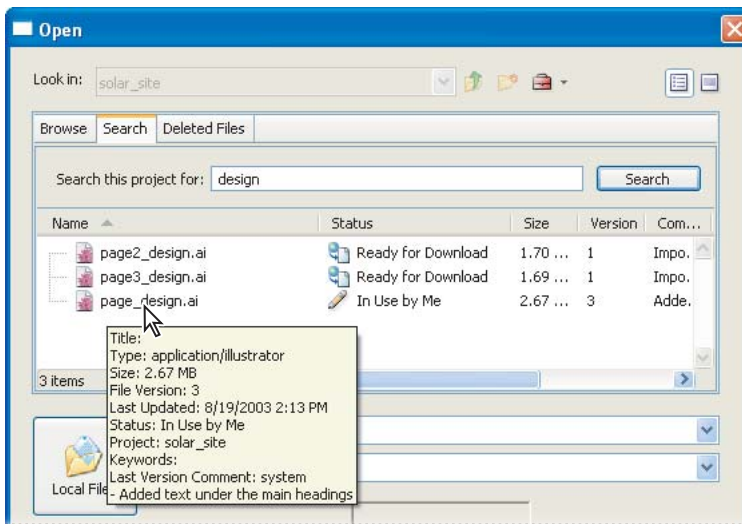 Open
Look in: solar_site
Browse Search Deleted Files
Search this project for: design Search
Name Status Size Version Com...
page2_design.ai Ready for Download 1.70 ... 1 Impo.
page3_design.ai Ready for Download 1.69 ... 1 Impo.
page_design.ai In Use by Me 2.67 ... 3 Adde.
Title:
Type: application/illustrator
Size: 2.67 MB
3 items
File Version: 3
Last Updated: 8/19/2003 2:13 PM
Status: In Use by Me
Project: solar_site
Keywords:
Last Version Comment: system
- Added text under the main headings
Local File